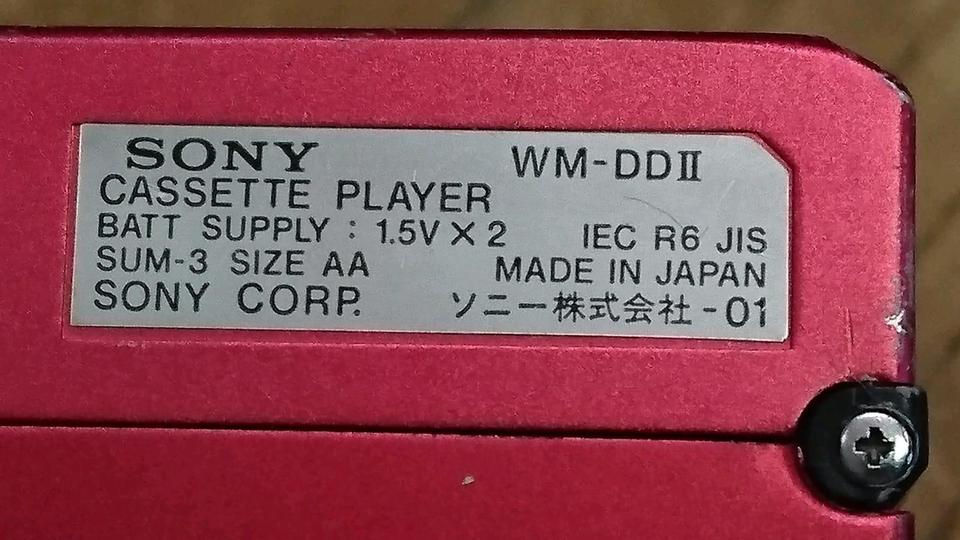 SONY WM-DDⅡ
CASSETTE PLAYER
BATT SUPPLY : 1.5V×2 IEC R6 JIS
SUM-3 SIZE AA MADE IN JAPAN
SONY CORP. ソニー株式会社-01